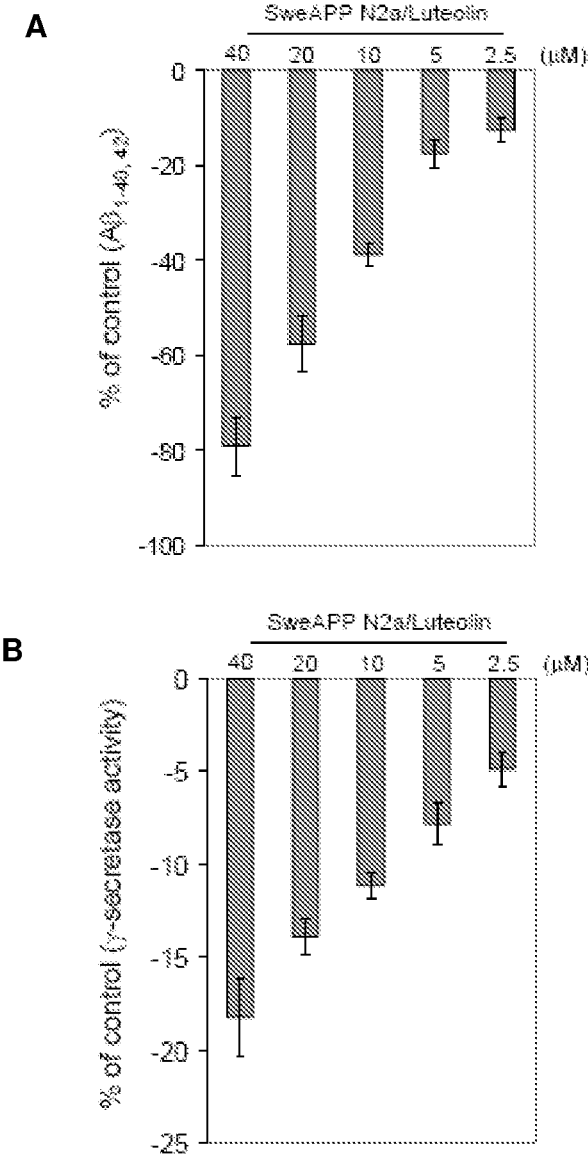 A
SweAPP N2a/Luteolin
40 20 10 5 2.5 (μM)
% of control (Aβ1-40, 42)
0
-20
-40
-60
-80
-100
B
SweAPP N2a/Luteolin
40 20 10 5 2.5 (μM)
% of control (γ-secretase activity)
0
-5
-10
-15
-20
-25